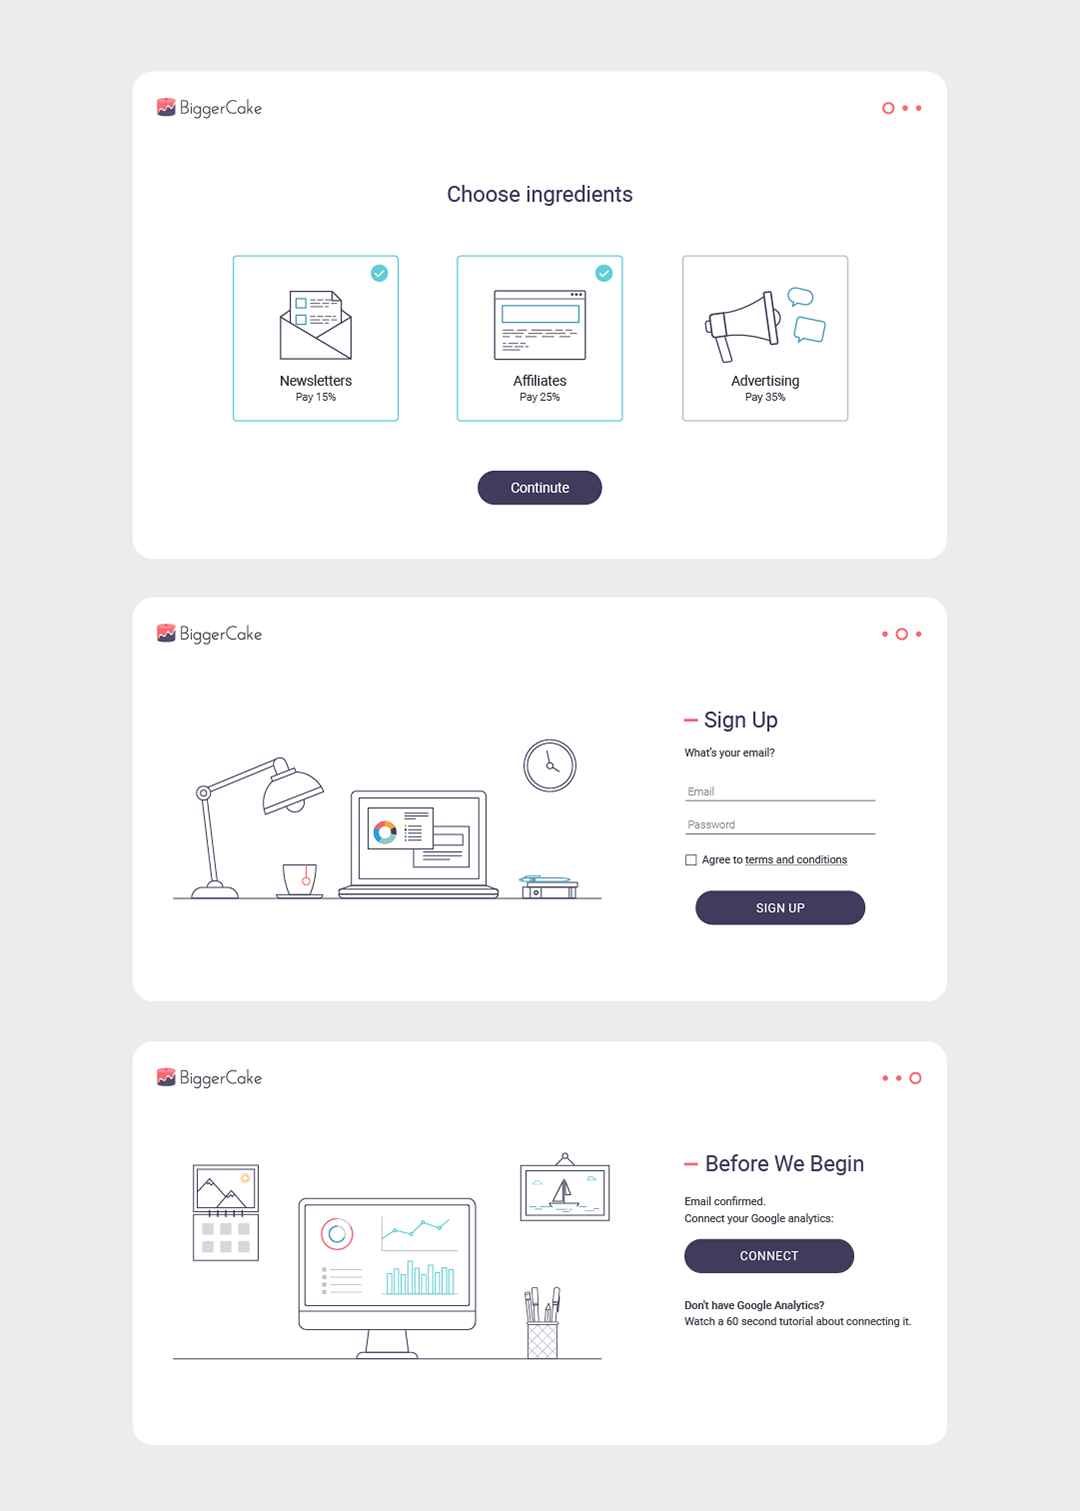 BiggerCake
Choose ingredients
Newsletters
Pay 15%
Affiliates
Pay 25%
Advertising
Pay 35%
Continute
BiggerCake
Sign Up
What's your email?
Email
Password
Agree to terms and conditions
SIGN UP
BiggerCake
Before We Begin
Email confirmed.
Connect your Google analytics:
CONNECT
Don't have Google Analytics?
Watch a 60 second tutorial about connecting it.